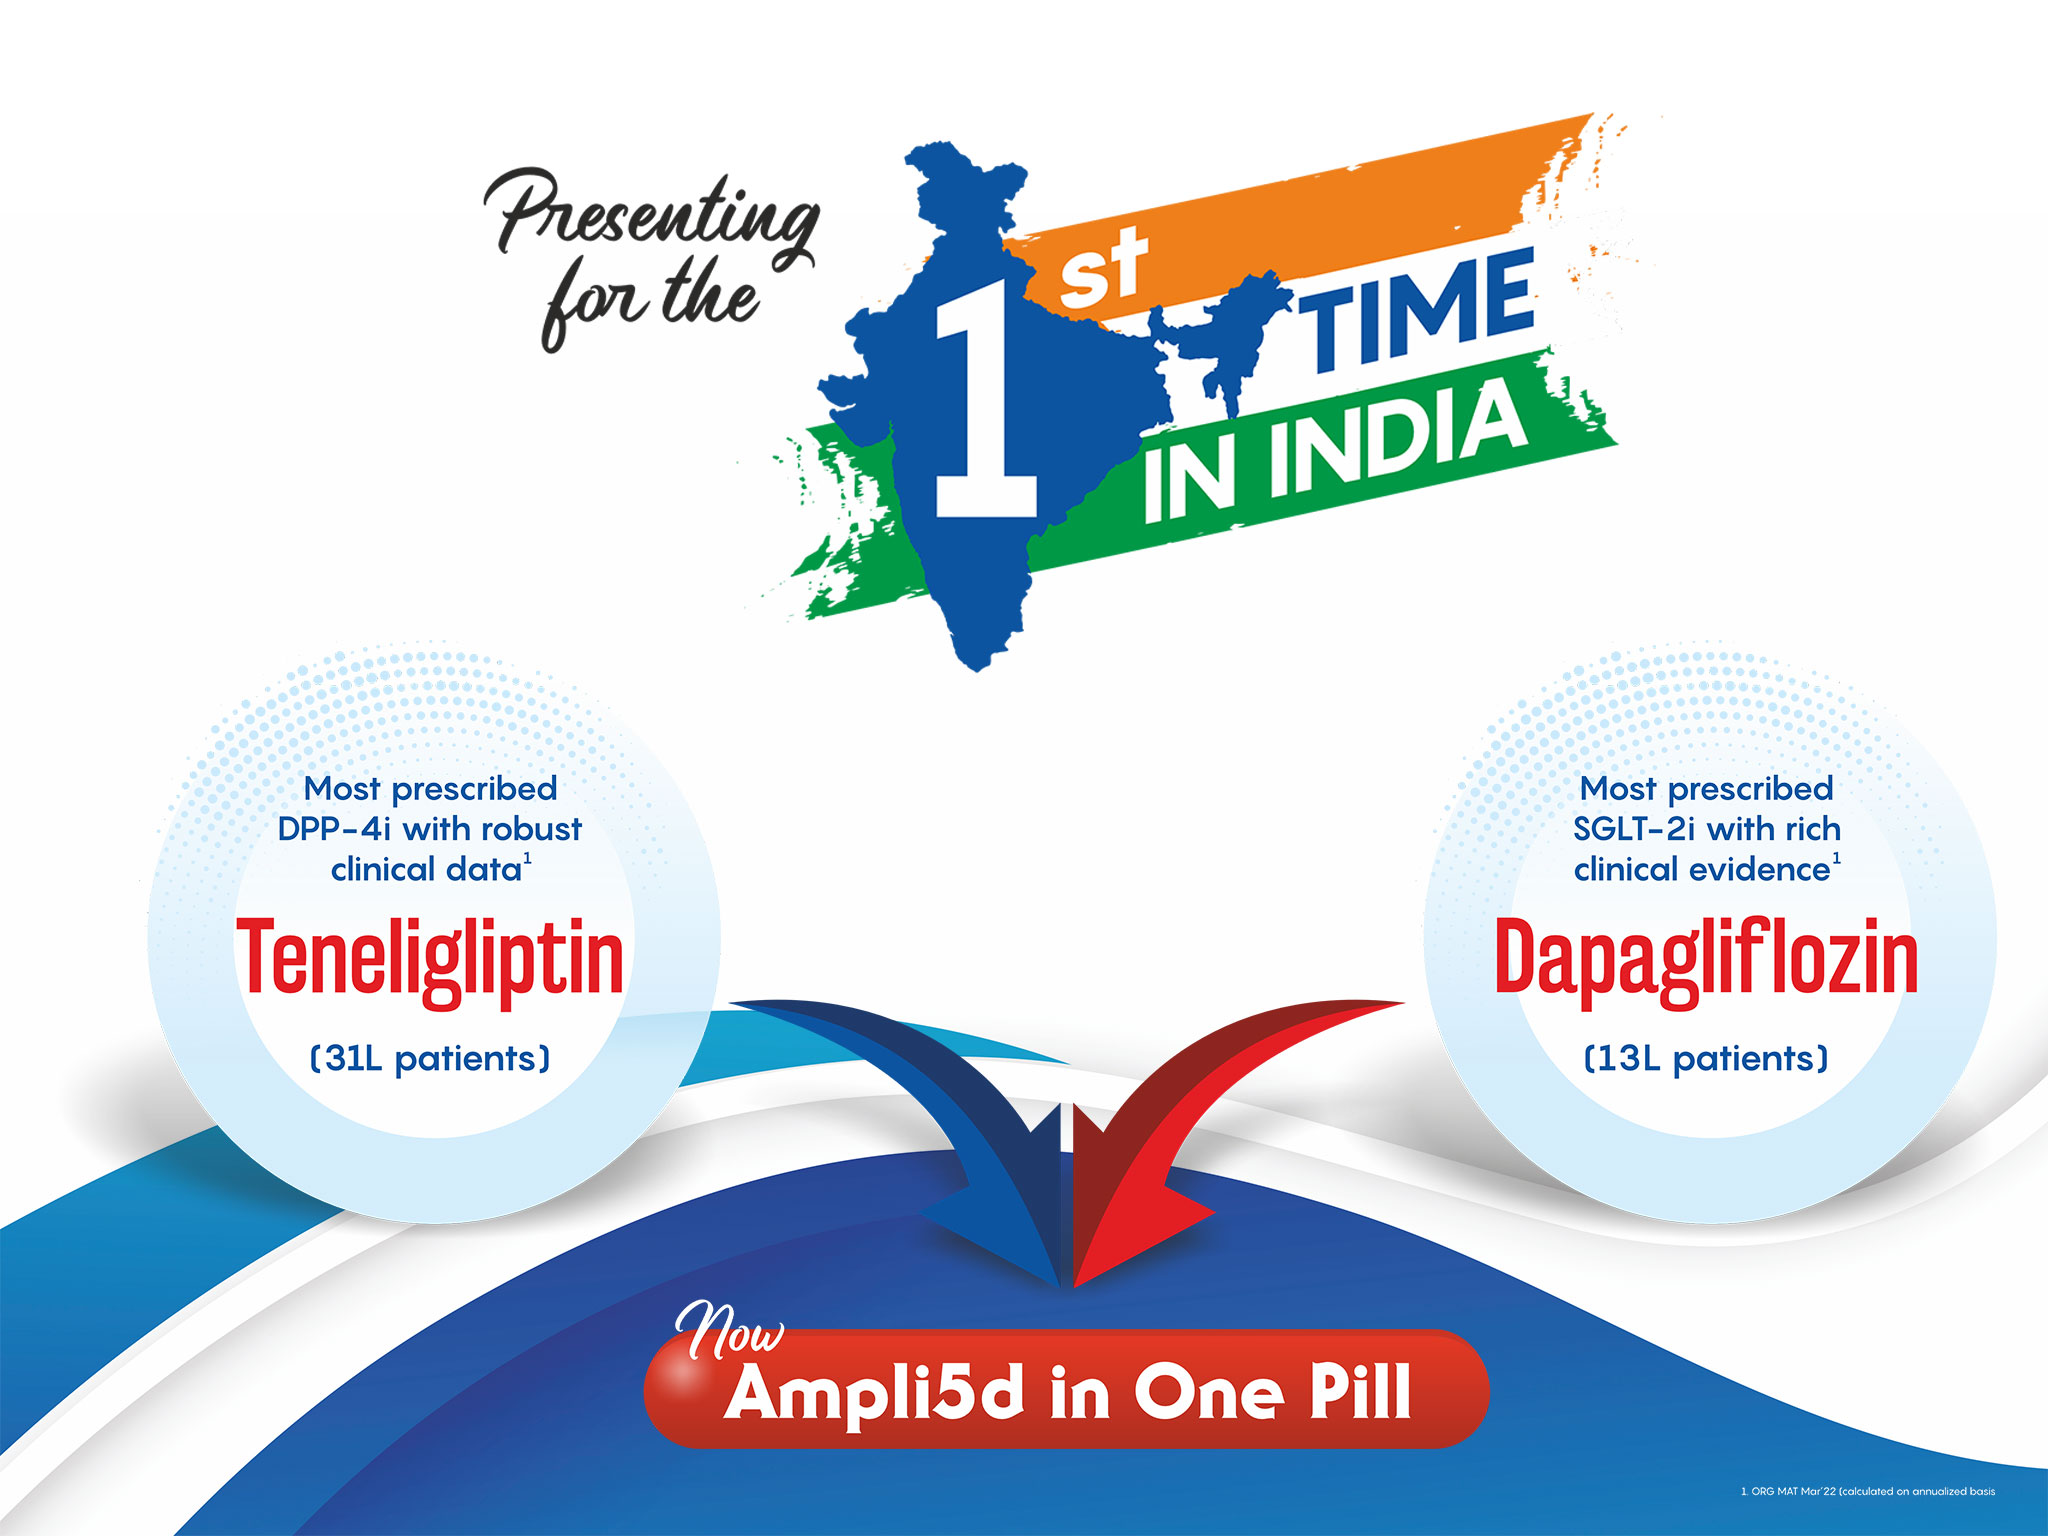 Presenting
for the
1st
TIME
IN INDIA
Most prescribed
DPP-4i with robust
clinical data1
Teneligliptin
(31L patients)
Most prescribed
SGLT-2i with rich
clinical evidence1
Dapagliflozin
(13L patients)
Now
Ampli5d in One Pill
1. ORG MAT Mar'22 (calculated on annualized basis